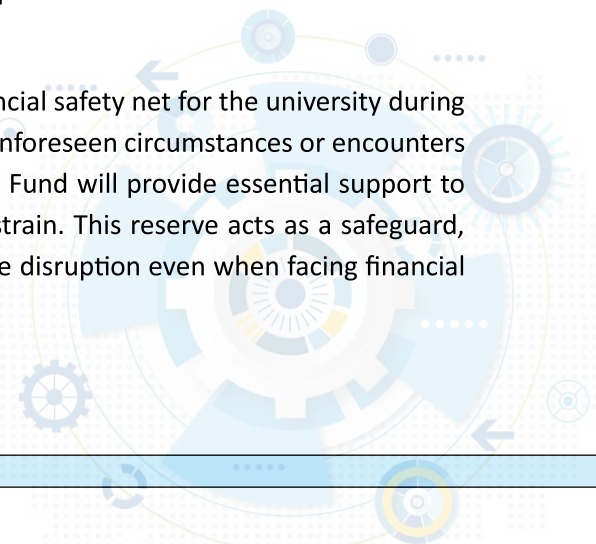 ncial safety net for the university during
nforeseen circumstances or encounters
Fund will provide essential support to
strain. This reserve acts as a safeguard,
e disruption even when facing financial